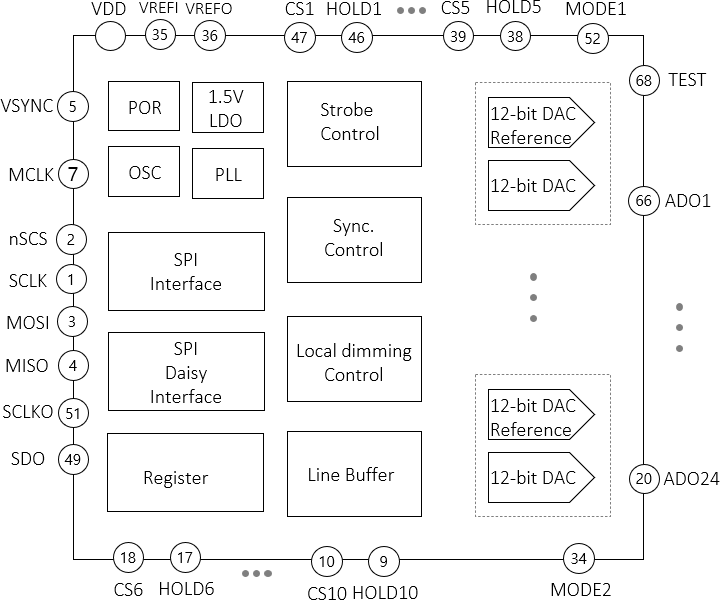 VDD
VREFI
VREFO
CS1
HOLD1
CS5
HOLD5
MODE1
35
36
47
46
39
38
52
68
TEST
VSYNC
5
POR
1.5V
LDO
Strobe
Control
12-bit DAC
Reference
MCLK
7
OSC
PLL
12-bit DAC
66
ADO1
nSCS
2
SCLK
1
SPI
Interface
Sync.
Control
MOSI
3
MISO
4
SCLKO
51
SPI
Daisy
Interface
Local dimming
Control
12-bit DAC
Reference
SDO
49
Register
Line Buffer
12-bit DAC
20
ADO24
18
17
10
9
34
CS6
HOLD6
CS10
HOLD10
MODE2